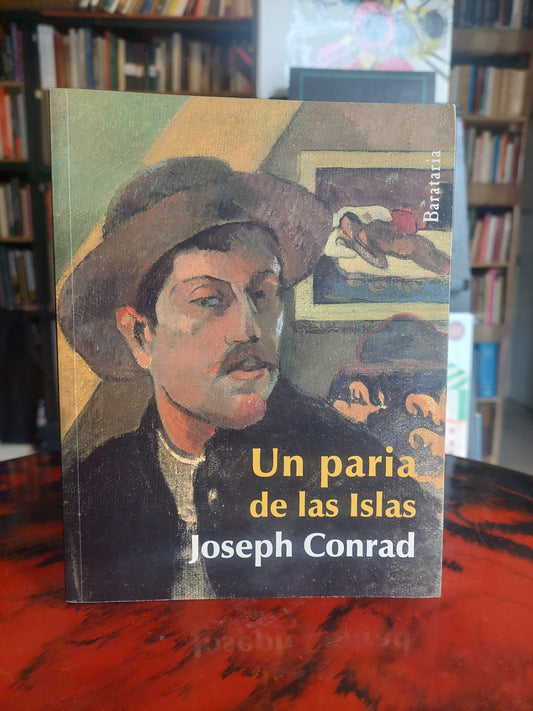 Barataria
Un paria
de las Islas
Joseph Conrad